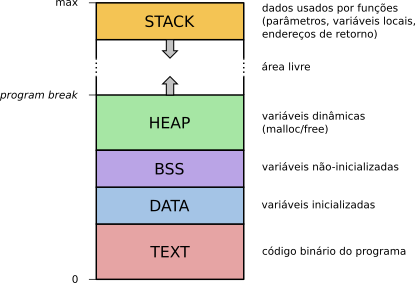 max
STACK
dados usados por funções
(parâmetros, variáveis locais,
endereços de retorno)
área livre
program break
HEAP
variáveis dinâmicas
(malloc/free)
BSS
variáveis não-inicializadas
DATA
variáveis inicializadas
TEXT
código binário do programa
0